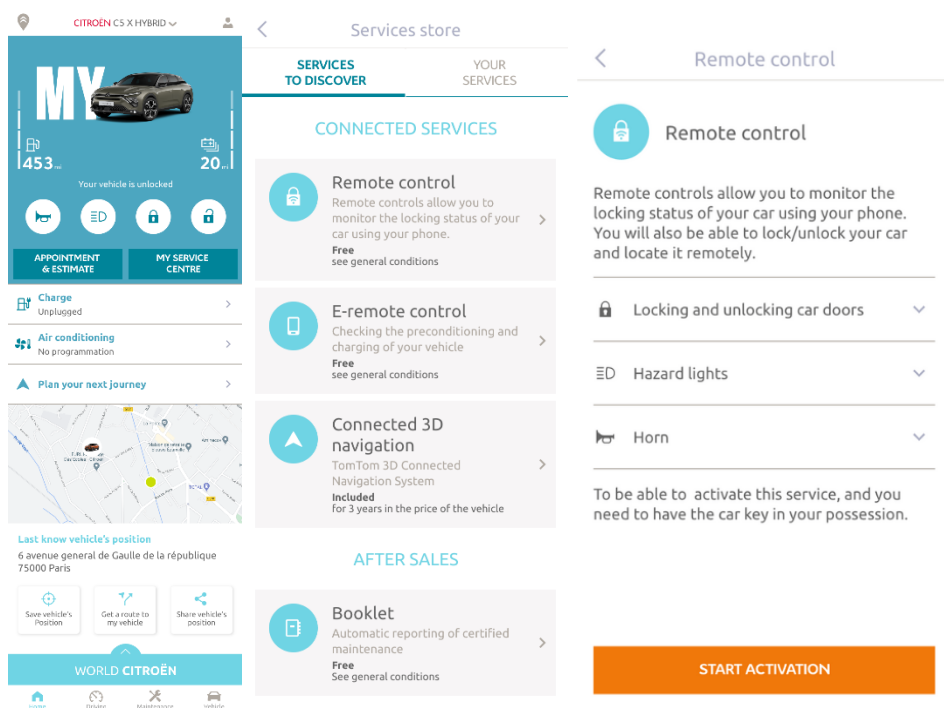 CITROËN C5 X HYBRID
MY
453 mi
20 mi
Your vehicle is unlocked
APPOINTMENT
& ESTIMATE
MY SERVICE
CENTRE
Charge
Unplugged
Air conditioning
No programmation
Plan your next journey
Last know vehicle's position
6 avenue general de Gaulle de la république
75000 Paris
Save vehicle's
Position
Get a route to
my vehicle
Share vehicle's
position
WORLD CITROËN
Home
Driving
Maintenance
Vehicle
Services store
SERVICES
TO DISCOVER
YOUR
SERVICES
CONNECTED SERVICES
Remote control
Remote controls allow you to
monitor the locking status of your
car using your phone.
Free
see general conditions
E-remote control
Checking the preconditioning and
charging of your vehicle
Free
see general conditions
Connected 3D
navigation
TomTom 3D Connected
Navigation System
Included
for 3 years in the price of the vehicle
AFTER SALES
Booklet
Automatic reporting of certified
maintenance
Free
See general conditions
Remote control
Remote control
Remote controls allow you to monitor the
locking status of your car using your phone.
You will also be able to lock/unlock your car
and locate it remotely.
Locking and unlocking car doors
Hazard lights
Horn
To be able to activate this service, and you
need to have the car key in your possession.
START ACTIVATION